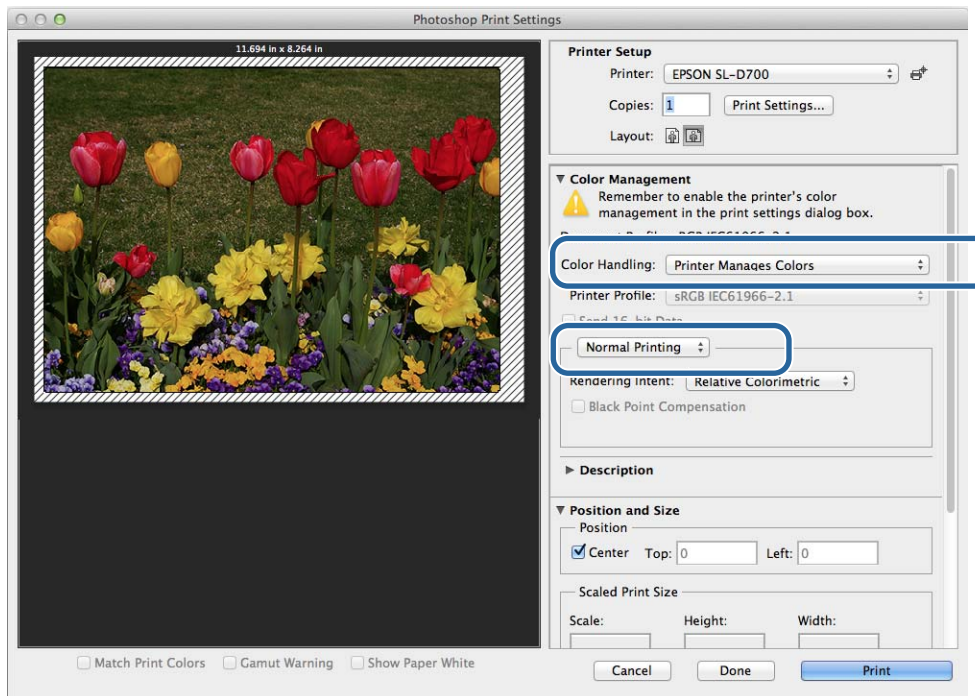 Photoshop Print Settings
11.694 in x 8.264 in
Printer Setup
Printer: EPSON SL-D700
Copies: 1 Print Settings...
Layout:
Color Management
Remember to enable the printer's color
management in the print settings dialog box.
Color Handling: Printer Manages Colors
Printer Profile: sRGB IEC61966-2.1
Send 16-bit Data
Normal Printing
Rendering Intent: Relative Colorimetric
Black Point Compensation
Description
Position and Size
Position
Center Top: 0 Left: 0
Scaled Print Size
Scale: Height: Width:
Match Print Colors Gamut Warning Show Paper White
Cancel Done Print